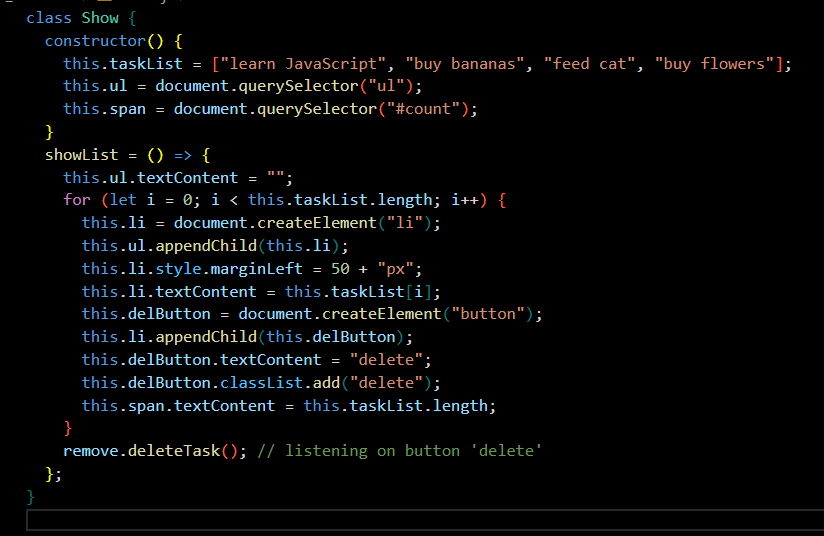 class Show {
  constructor() {
    this.taskList = ["learn JavaScript", "buy bananas", "feed cat", "buy flowers"];
    this.ul = document.querySelector("ul");
    this.span = document.querySelector("#count");
  }
  showList = () => {
    this.ul.textContent = "";
    for (let i = 0; i < this.taskList.length; i++) {
      this.li = document.createElement("li");
      this.ul.appendChild(this.li);
      this.li.style.marginLeft = 50 + "px";
      this.li.textContent = this.taskList[i];
      this.delButton = document.createElement("button");
      this.li.appendChild(this.delButton);
      this.delButton.textContent = "delete";
      this.delButton.classList.add("delete");
      this.span.textContent = this.taskList.length;
    }
    remove.deleteTask(); // listening on button 'delete'
  };
}